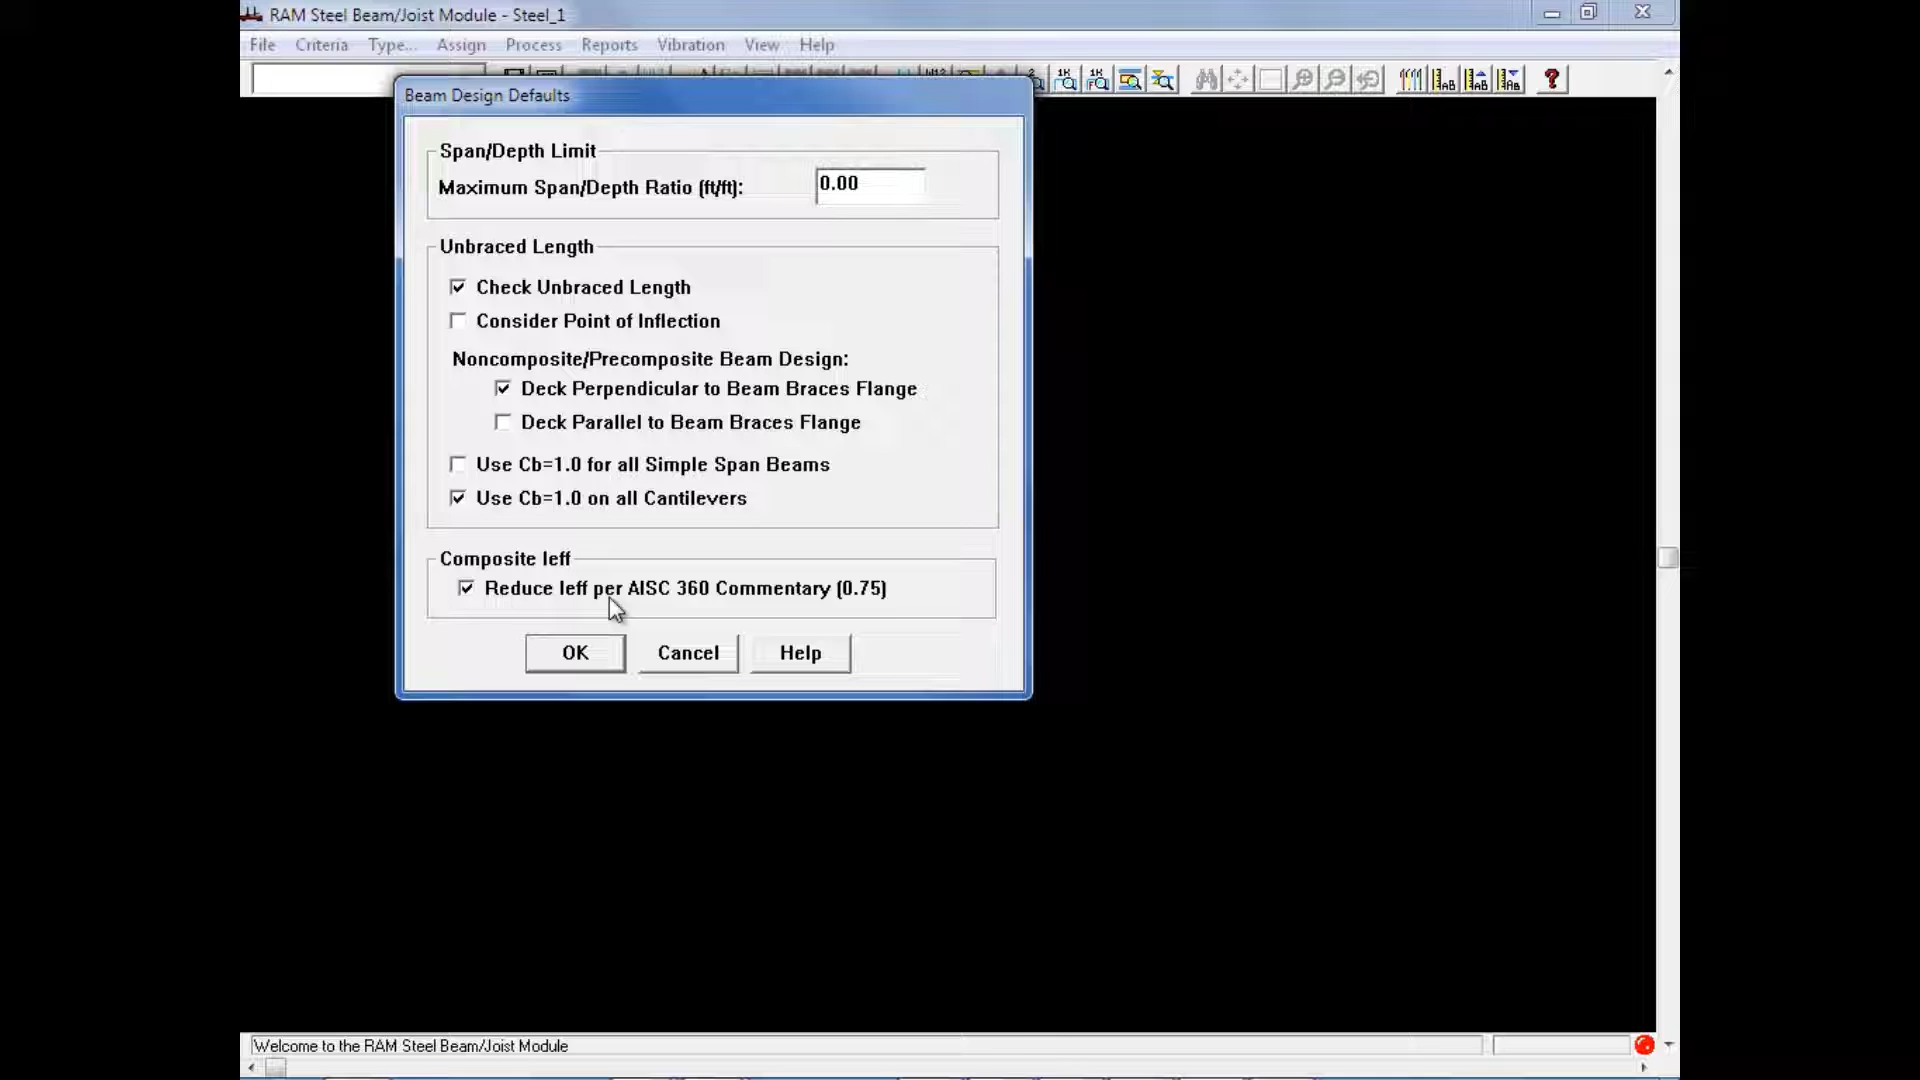 RAM Steel Beam/Joist Module - Steel_1
File Criteria Type... Assign Process Reports Vibration View Help
Beam Design Defaults
Span/Depth Limit
Maximum Span/Depth Ratio (ft/ft): 0.00
Unbraced Length
Check Unbraced Length
Consider Point of Inflection
Noncomposite/Precomposite Beam Design:
Deck Perpendicular to Beam Braces Flange
Deck Parallel to Beam Braces Flange
Use Cb=1.0 for all Simple Span Beams
Use Cb=1.0 on all Cantilevers
Composite Ieff
Reduce Ieff per AISC 360 Commentary (0.75)
OK Cancel Help
Welcome to the RAM Steel Beam/Joist Module